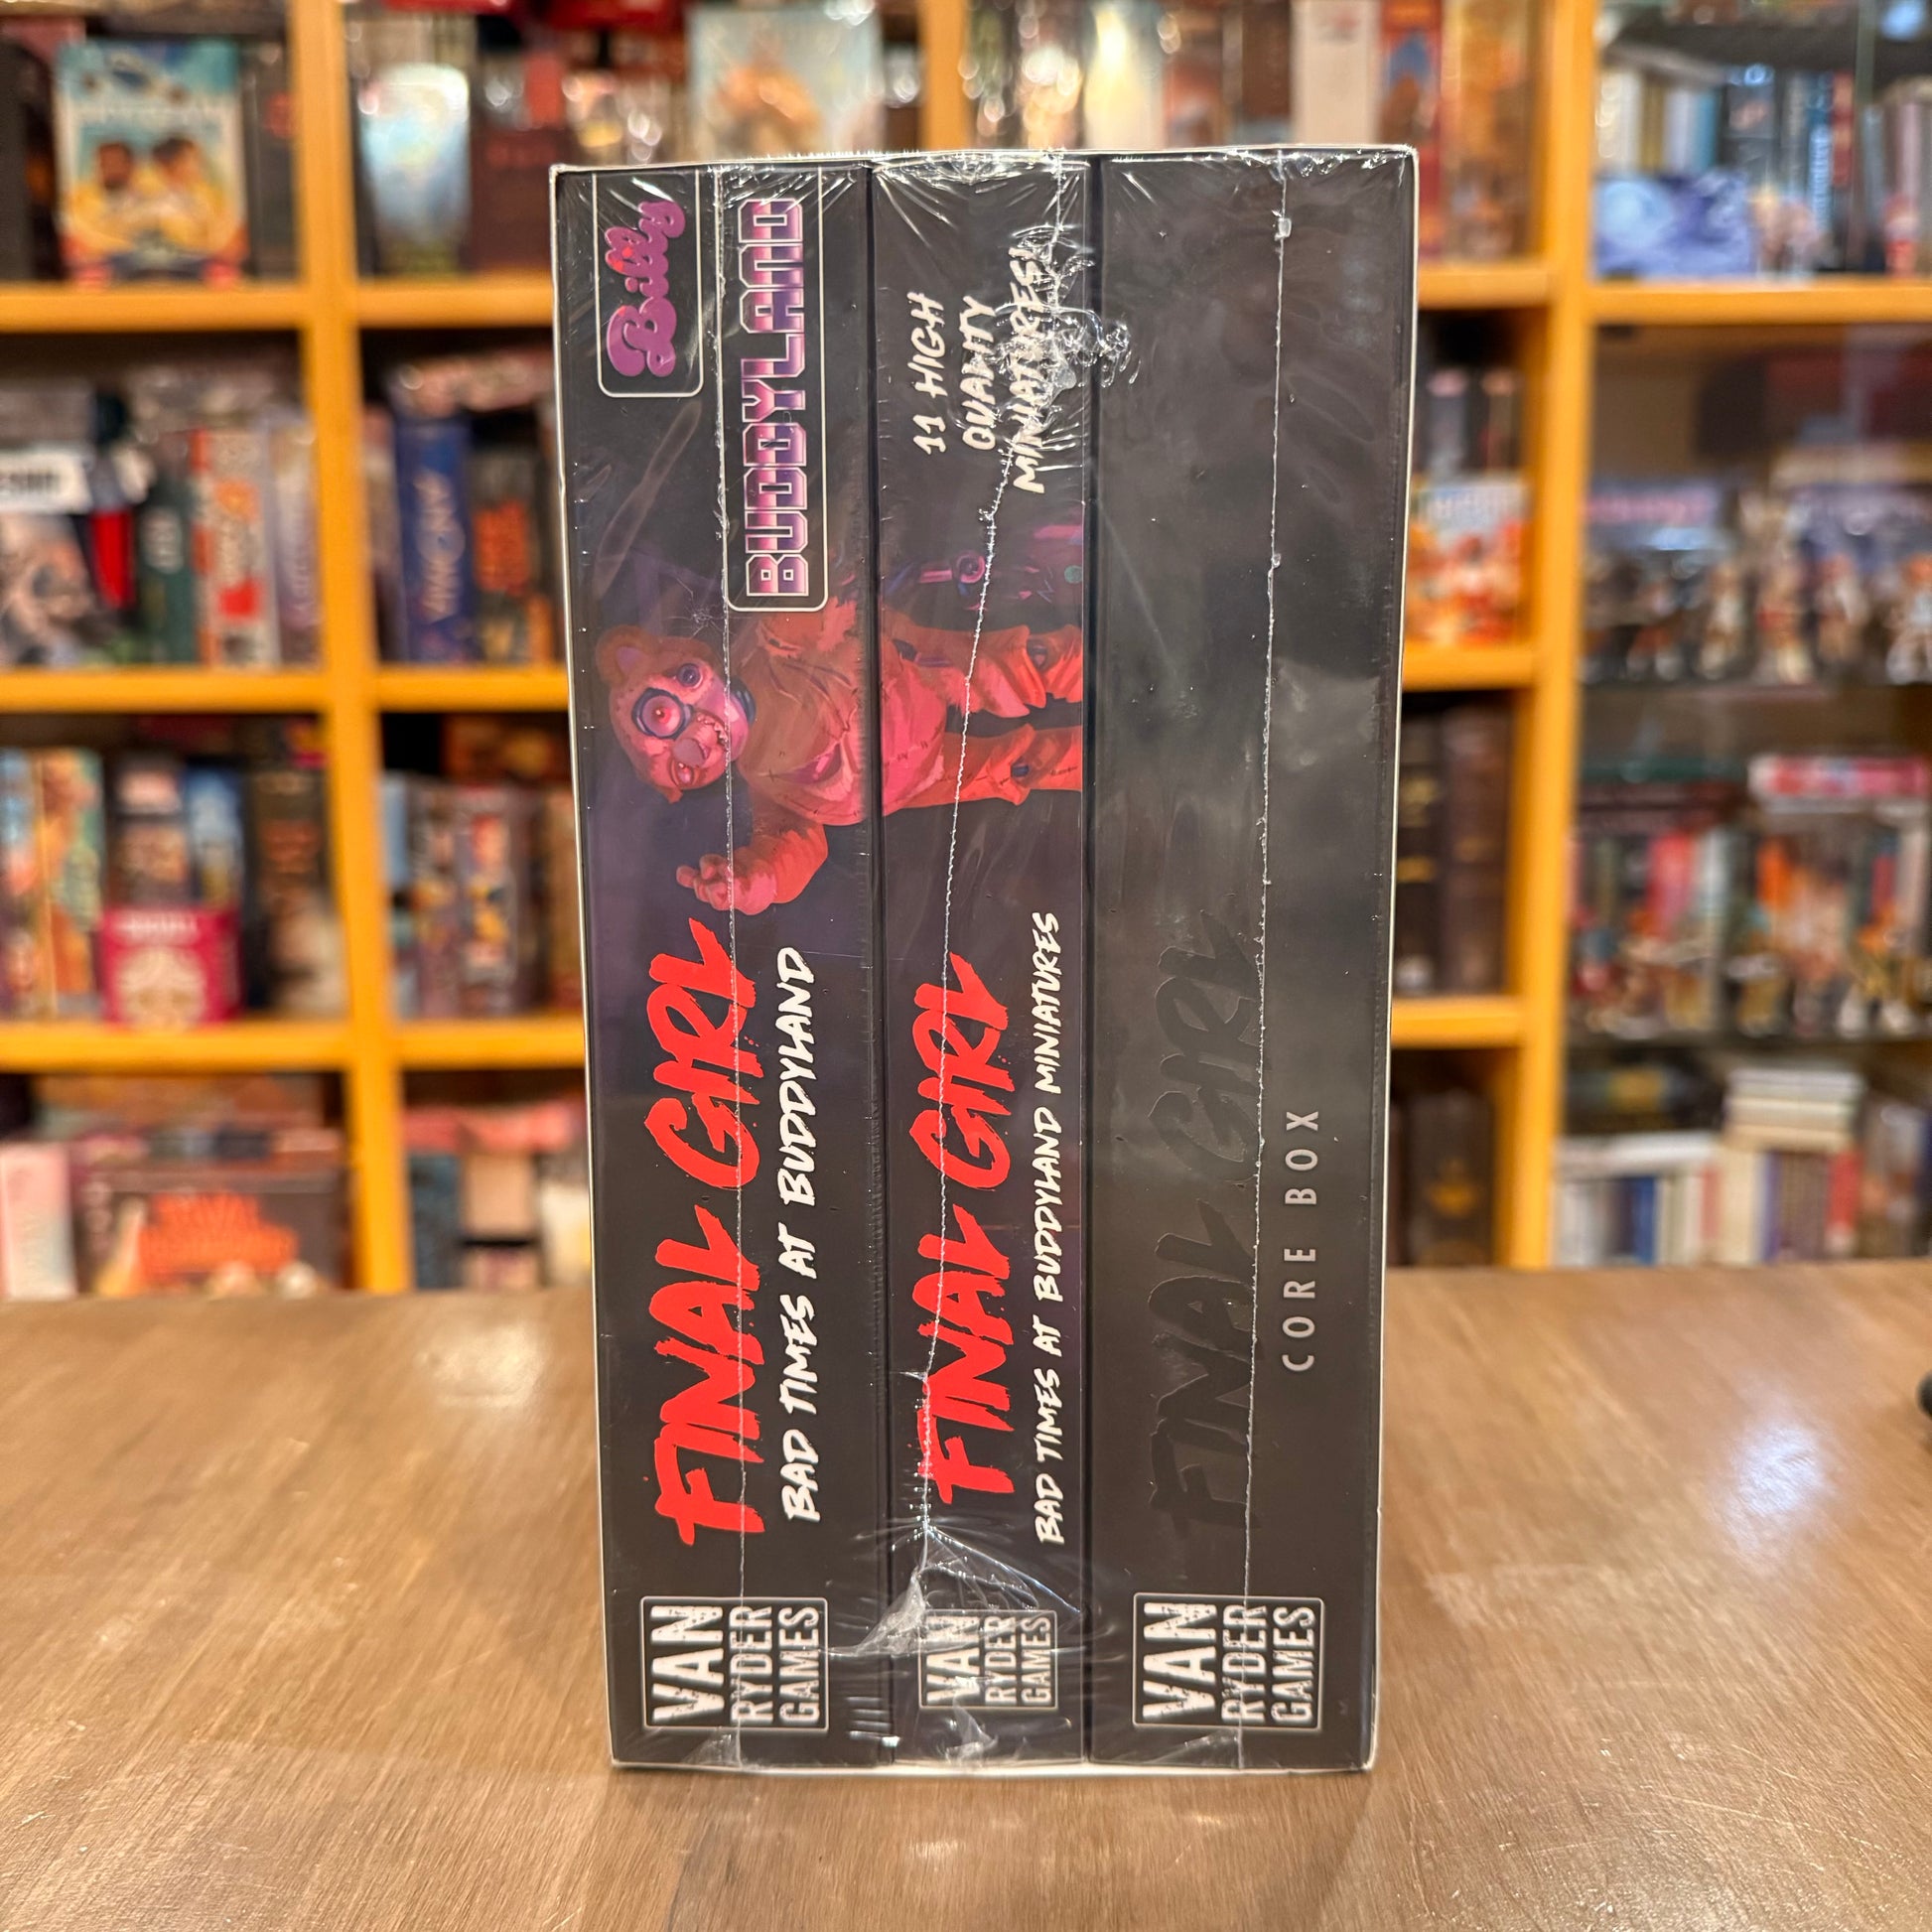 Billy
BUDDYLAND
FINAL GIRL
BAD TIMES AT BUDDYLAND
VAN
RYDER
GAMES
11 HIGH
QUALITY
MINIATURES!
FINAL GIRL
BAD TIMES AT BUDDYLAND MINIATURES
VAN
RYDER
GAMES
FINAL GIRL
CORE BOX
VAN
RYDER
GAMES